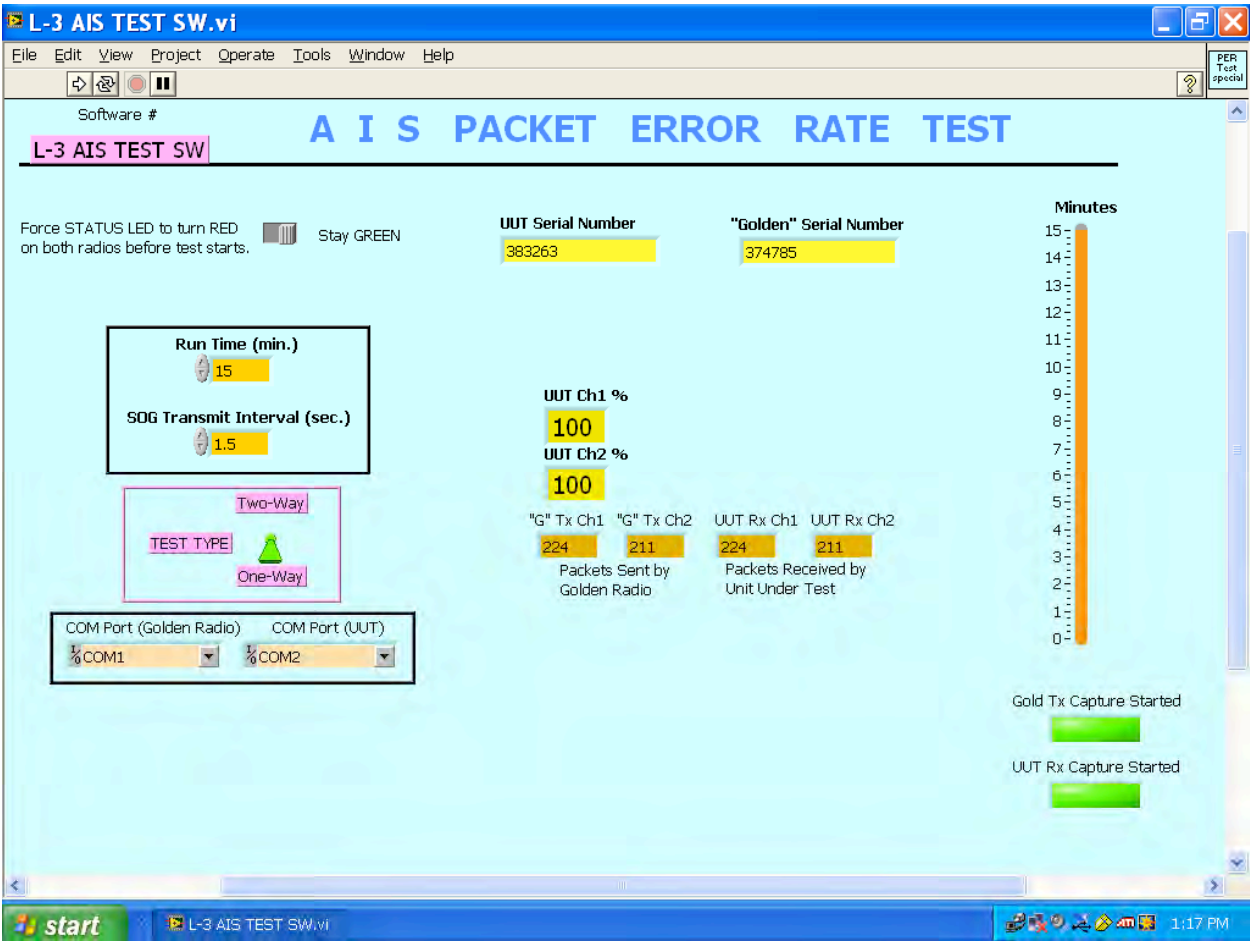 L-3 AIS TEST SW.vi
File Edit View Project Operate Tools Window Help
PER
Test
special
?
Software #
L-3 AIS TEST SW
A I S PACKET ERROR RATE TEST
Force STATUS LED to turn RED
on both radios before test starts.
Stay GREEN
UUT Serial Number
383263
"Golden" Serial Number
374785
Minutes
15
14
13
12
11
10
9
8
7
6
5
4
3
2
1
0
Run Time (min.)
15
SOG Transmit Interval (sec.)
1.5
UUT Ch1 %
100
UUT Ch2 %
100
Two-Way
TEST TYPE
One-Way
"G" Tx Ch1 "G" Tx Ch2 UUT Rx Ch1 UUT Rx Ch2
224 211 224 211
Packets Sent by
Golden Radio
Packets Received by
Unit Under Test
COM Port (Golden Radio) COM Port (UUT)
COM1 COM2
Gold Tx Capture Started
UUT Rx Capture Started
start L-3 AIS TEST SW.vi 1:17 PM